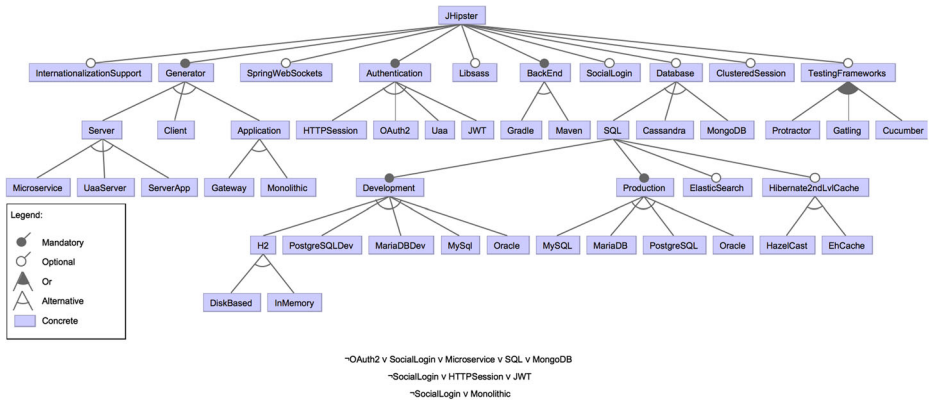 JHipster
InternationalizationSupport Generator SpringWebSockets Authentication Libsass BackEnd SocialLogin Database ClusteredSession TestingFrameworks
Server Client Application HTTPSession OAuth2 Uaa JWT Gradle Maven SQL Cassandra MongoDB Protractor Gatling Cucumber
Microservice UaaServer ServerApp Gateway Monolithic Development Production ElasticSearch Hibernate2ndLvlCache
H2 PostgreSQLDev MariaDBDev MySql Oracle MySQL MariaDB PostgreSQL Oracle HazelCast EhCache
DiskBased InMemory
Legend:
Mandatory
Optional
Or
Alternative
Concrete
¬OAuth2 v SocialLogin v Microservice v SQL v MongoDB
¬SocialLogin v HTTPSession v JWT
¬SocialLogin v Monolithic